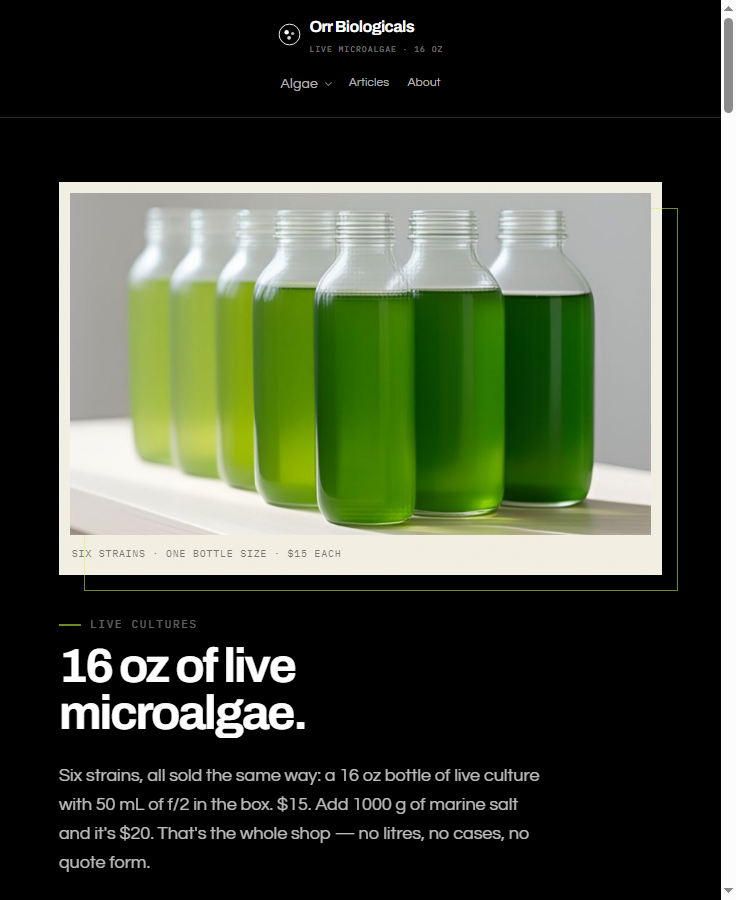 Orr Biologicals
LIVE MICROALGAE · 16 OZ
Algae
Articles
About
SIX STRAINS · ONE BOTTLE SIZE · $15 EACH
LIVE CULTURES
16 oz of live
microalgae.
Six strains, all sold the same way: a 16 oz bottle of live culture
with 50 mL of f/2 in the box. $15. Add 1000 g of marine salt
and it's $20. That's the whole shop — no litres, no cases, no
quote form.